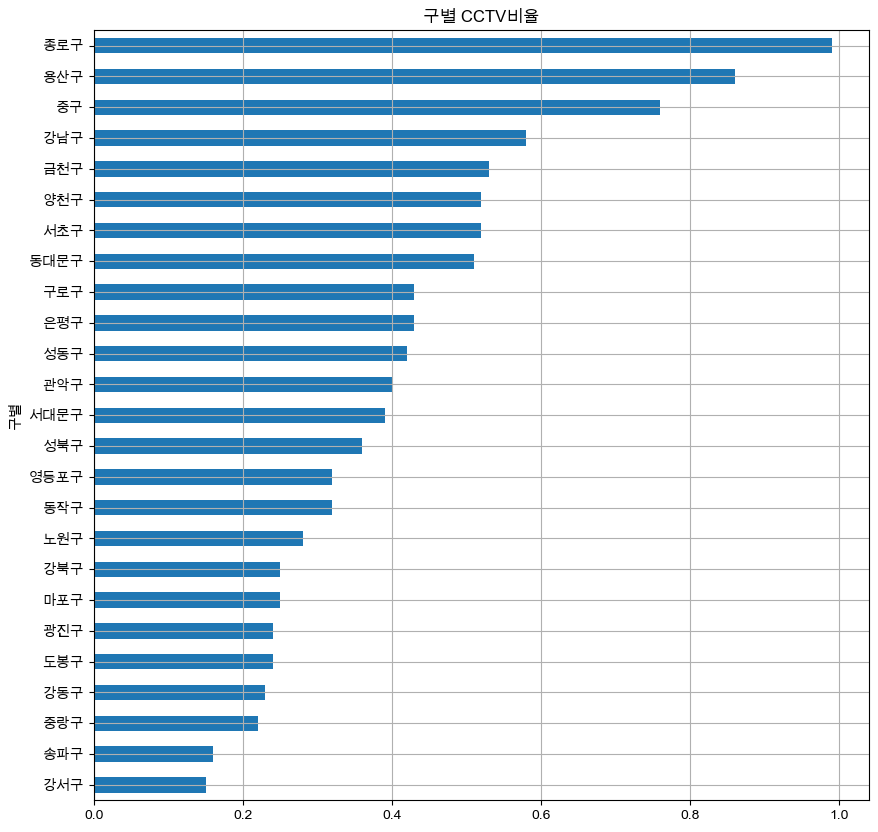 구별 CCTV비율
종로구
용산구
중구
강남구
금천구
양천구
서초구
동대문구
구로구
은평구
성동구
관악구
서대문구
성북구
영등포구
동작구
노원구
강북구
마포구
광진구
도봉구
강동구
중랑구
송파구
강서구
구별
0.0 0.2 0.4 0.6 0.8 1.0